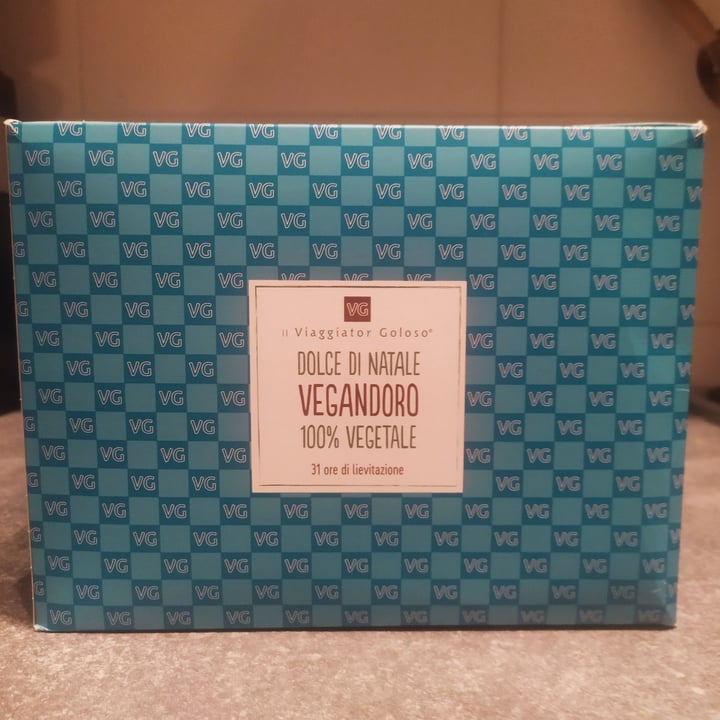 VG
Il Viaggiator Goloso®
DOLCE DI NATALE
VEGANDORO
100% VEGETALE
31 ore di lievitazione